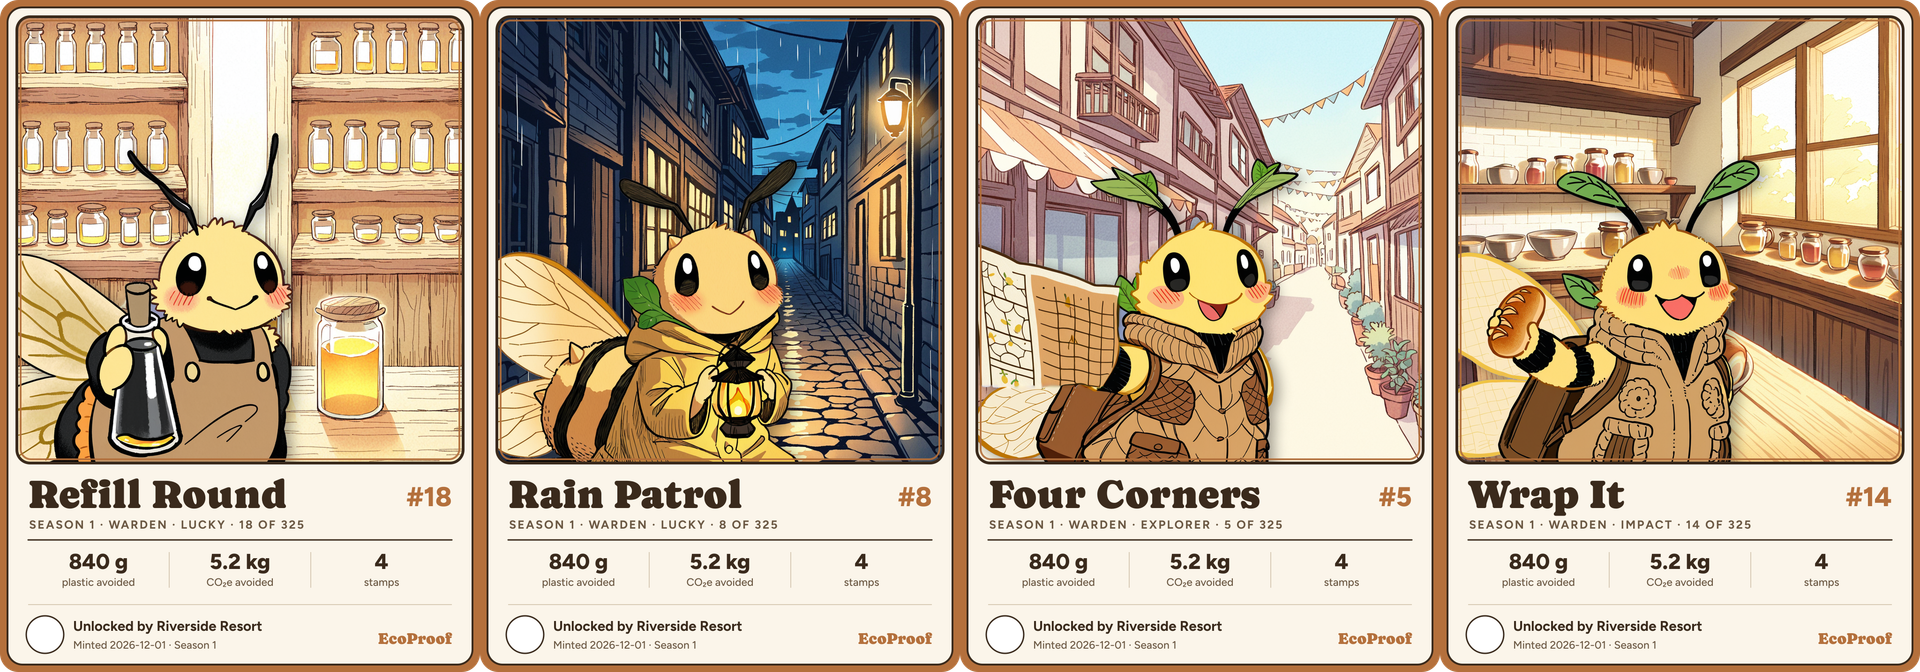 Refill Round
#18
SEASON 1 · WARDEN · LUCKY · 18 OF 325
840 g
plastic avoided
5.2 kg
CO₂e avoided
4
stamps
Unlocked by Riverside Resort
Minted 2026-12-01 · Season 1
EcoProof
Rain Patrol
#8
SEASON 1 · WARDEN · LUCKY · 8 OF 325
840 g
plastic avoided
5.2 kg
CO₂e avoided
4
stamps
Unlocked by Riverside Resort
Minted 2026-12-01 · Season 1
EcoProof
Four Corners
#5
SEASON 1 · WARDEN · EXPLORER · 5 OF 325
840 g
plastic avoided
5.2 kg
CO₂e avoided
4
stamps
Unlocked by Riverside Resort
Minted 2026-12-01 · Season 1
EcoProof
Wrap It
#14
SEASON 1 · WARDEN · IMPACT · 14 OF 325
840 g
plastic avoided
5.2 kg
CO₂e avoided
4
stamps
Unlocked by Riverside Resort
Minted 2026-12-01 · Season 1
EcoProof